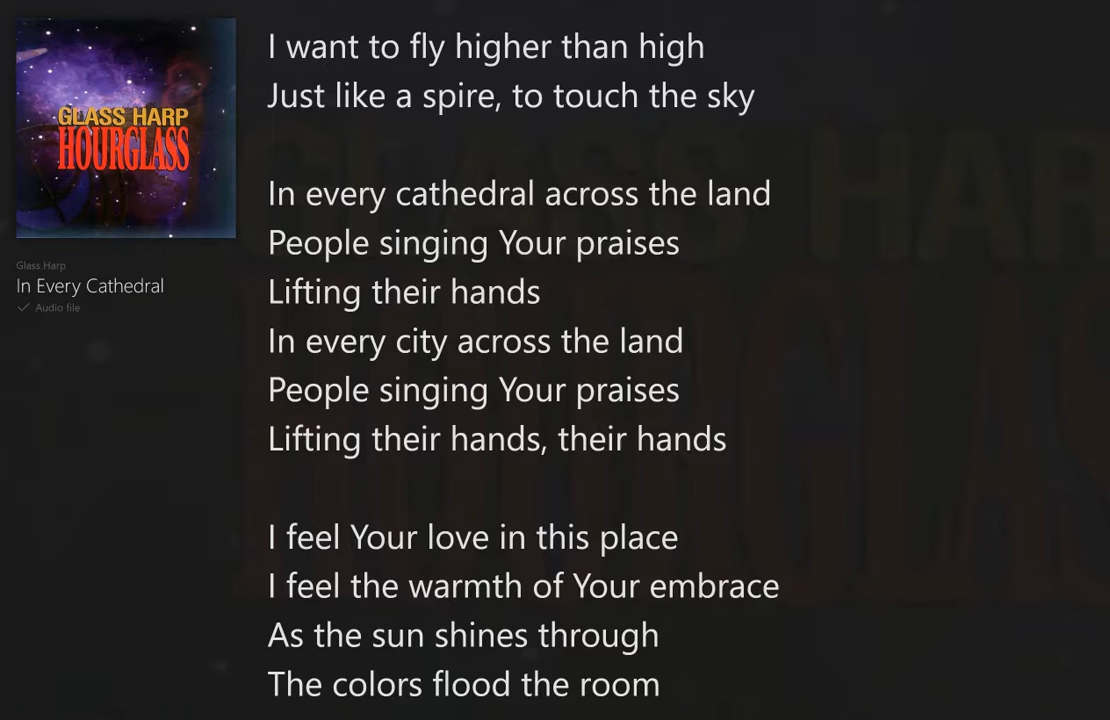 GLASS HARP
HOURGLASS
Glass Harp
In Every Cathedral
Audio file
I want to fly higher than high
Just like a spire, to touch the sky
In every cathedral across the land
People singing Your praises
Lifting their hands
In every city across the land
People singing Your praises
Lifting their hands, their hands
I feel Your love in this place
I feel the warmth of Your embrace
As the sun shines through
The colors flood the room